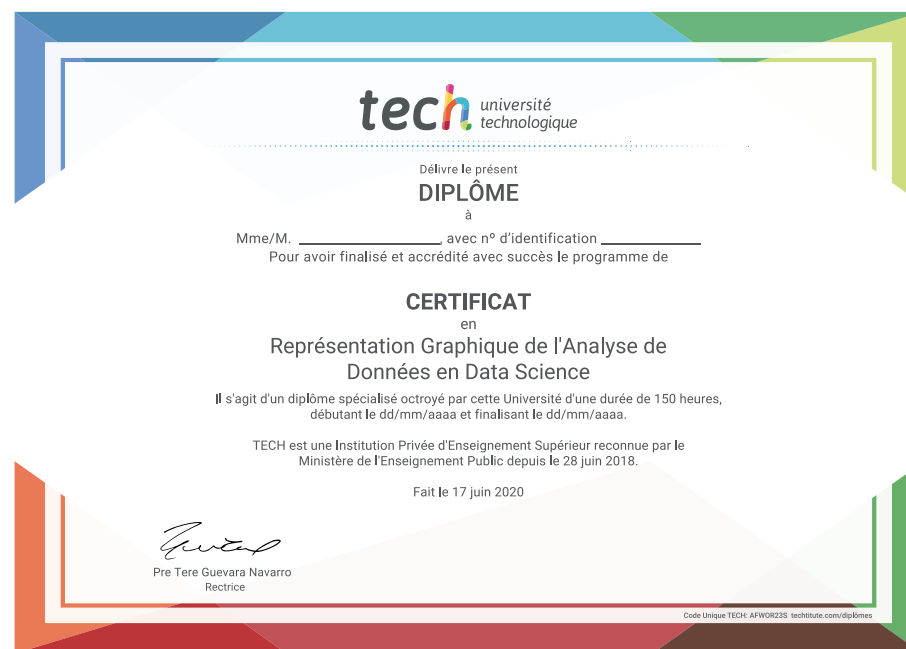 tech université
technologique
Délivre le présent
DIPLÔME
à
Mme/M. ____________, avec nº d'identification ____________
Pour avoir finalisé et accrédité avec succès le programme de
CERTIFICAT
en
Représentation Graphique de l'Analyse de
Données en Data Science
Il s'agit d'un diplôme spécialisé octroyé par cette Université d'une durée de 150 heures,
débutant le dd/mm/aaaa et finalisant le dd/mm/aaaa.
TECH est une Institution Privée d'Enseignement Supérieur reconnue par le
Ministère de l'Enseignement Public depuis le 28 juin 2018.
Fait le 17 juin 2020
Pre Tere Guevara Navarro
Rectrice
Code Unique TECH: AFWOR23S techtitute.com/diplômes